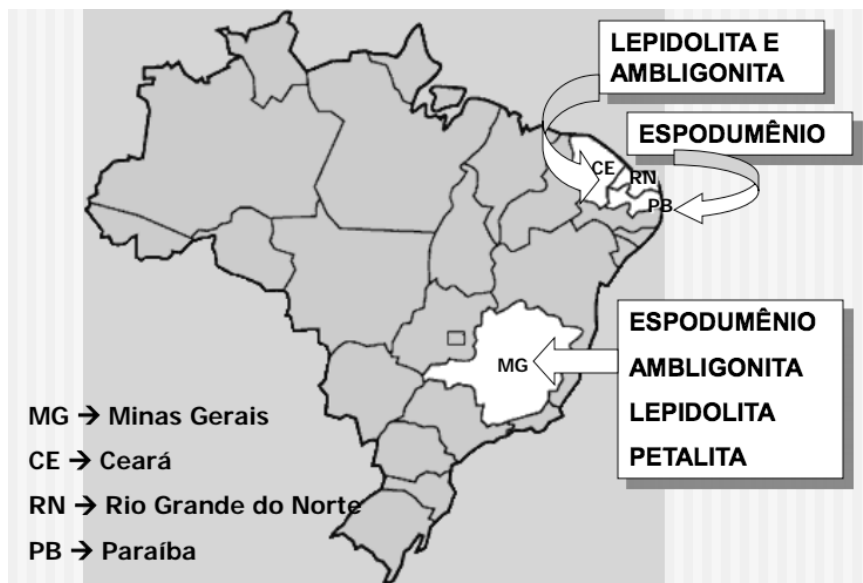 LEPIDOLITA E
AMBLIGONITA
ESPODUMÊNIO
CE
RN
PB
MG
ESPODUMÊNIO
AMBLIGONITA
LEPIDOLITA
PETALITA
MG → Minas Gerais
CE → Ceará
RN → Rio Grande do Norte
PB → Paraíba